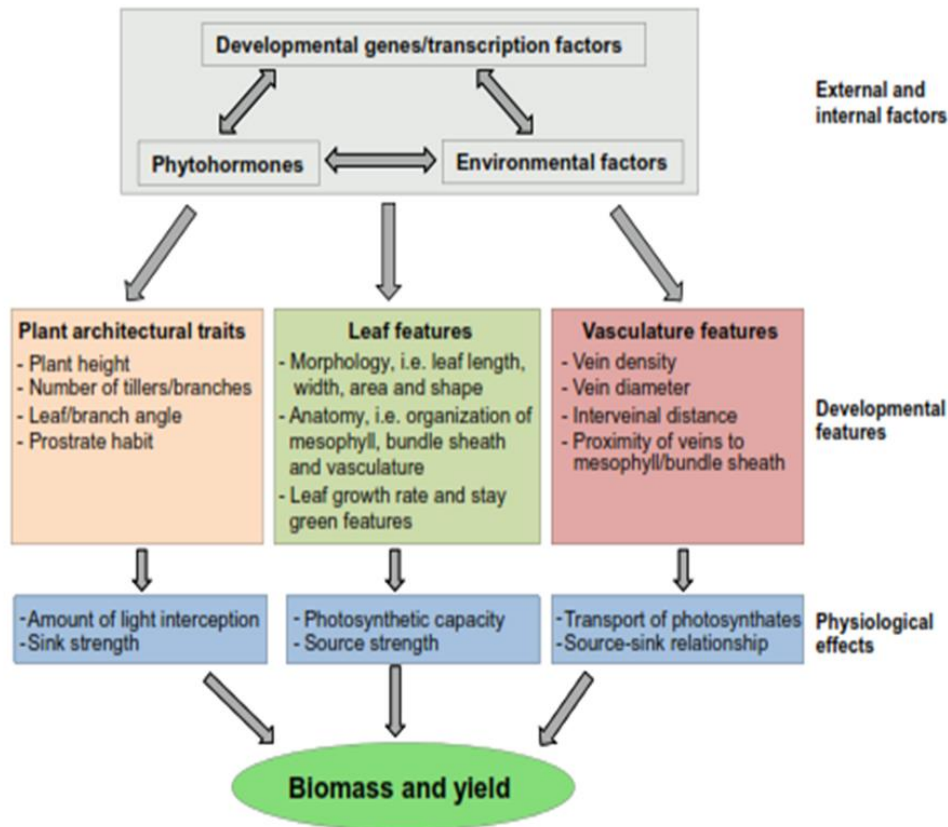 Developmental genes/transcription factors
External and
internal factors
Phytohormones
Environmental factors
Plant architectural traits
- Plant height
- Number of tillers/branches
- Leaf/branch angle
- Prostrate habit
Leaf features
- Morphology, i.e. leaf length,
width, area and shape
- Anatomy, i.e. organization of
mesophyll, bundle sheath
and vasculature
- Leaf growth rate and stay
green features
Vasculature features
- Vein density
- Vein diameter
- Interveinal distance
- Proximity of veins to
mesophyll/bundle sheath
Developmental
features
-Amount of light interception
-Sink strength
- Photosynthetic capacity
- Source strength
-Transport of photosynthates
-Source-sink relationship
Physiological
effects
Biomass and yield